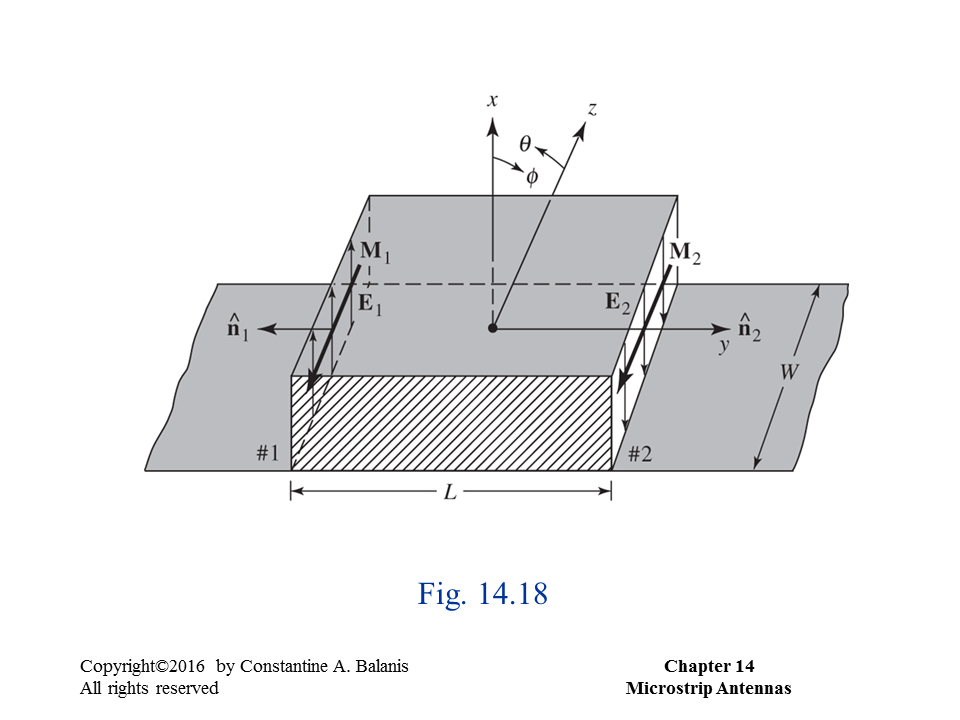 x
z
θ
ϕ
M1
M2
E1
E2
n̂1
n̂2
y
W
#1
#2
L
Fig. 14.18
Copyright©2016 by Constantine A. Balanis
All rights reserved
Chapter 14
Microstrip Antennas